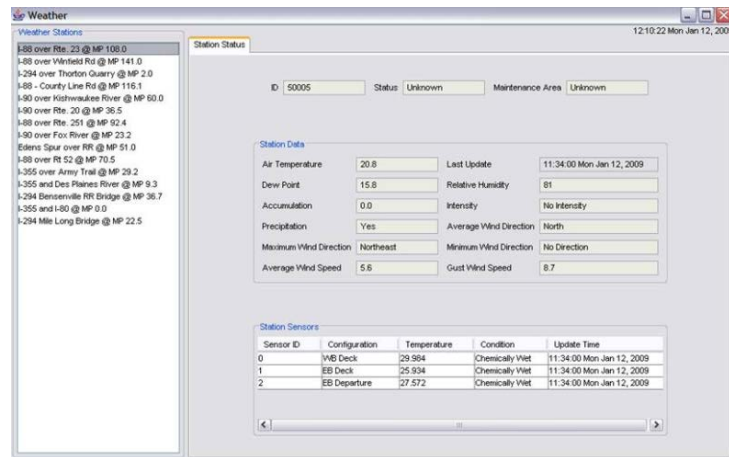 Weather
12:10:22 Mon Jan 12, 200
Weather Stations
I-88 over Rte. 23 @ MP 108.0
I-88 over Winfield Rd @ MP 141.0
I-294 over Thorton Quarry @ MP 2.0
I-88 - County Line Rd @ MP 116.1
I-90 over Kishwaukee River @ MP 60.0
I-90 over Rte. 20 @ MP 36.5
I-88 over Rte. 251 @ MP 92.4
I-90 over Fox River @ MP 23.2
Edens Spur over RR @ MP 51.0
I-88 over Rt 52 @ MP 70.5
I-355 over Army Trail @ MP 29.2
I-355 and Des Plaines River @ MP 9.3
I-294 Bensenville RR Bridge @ MP 36.7
I-355 and I-80 @ MP 0.0
I-294 Mile Long Bridge @ MP 22.5
Station Status
ID 50005 Status Unknown Maintenance Area Unknown
Station Data
Air Temperature 20.8 Last Update 11:34:00 Mon Jan 12, 2009
Dew Point 15.8 Relative Humidity 81
Accumulation 0.0 Intensity No Intensity
Precipitation Yes Average Wind Direction North
Maximum Wind Direction Northeast Minimum Wind Direction No Direction
Average Wind Speed 5.6 Gust Wind Speed 8.7
Station Sensors
Sensor ID Configuration Temperature Condition Update Time
0 WB Deck 29.984 Chemically Wet 11:34:00 Mon Jan 12, 2009
1 EB Deck 25.934 Chemically Wet 11:34:00 Mon Jan 12, 2009
2 EB Departure 27.572 Chemically Wet 11:34:00 Mon Jan 12, 2009